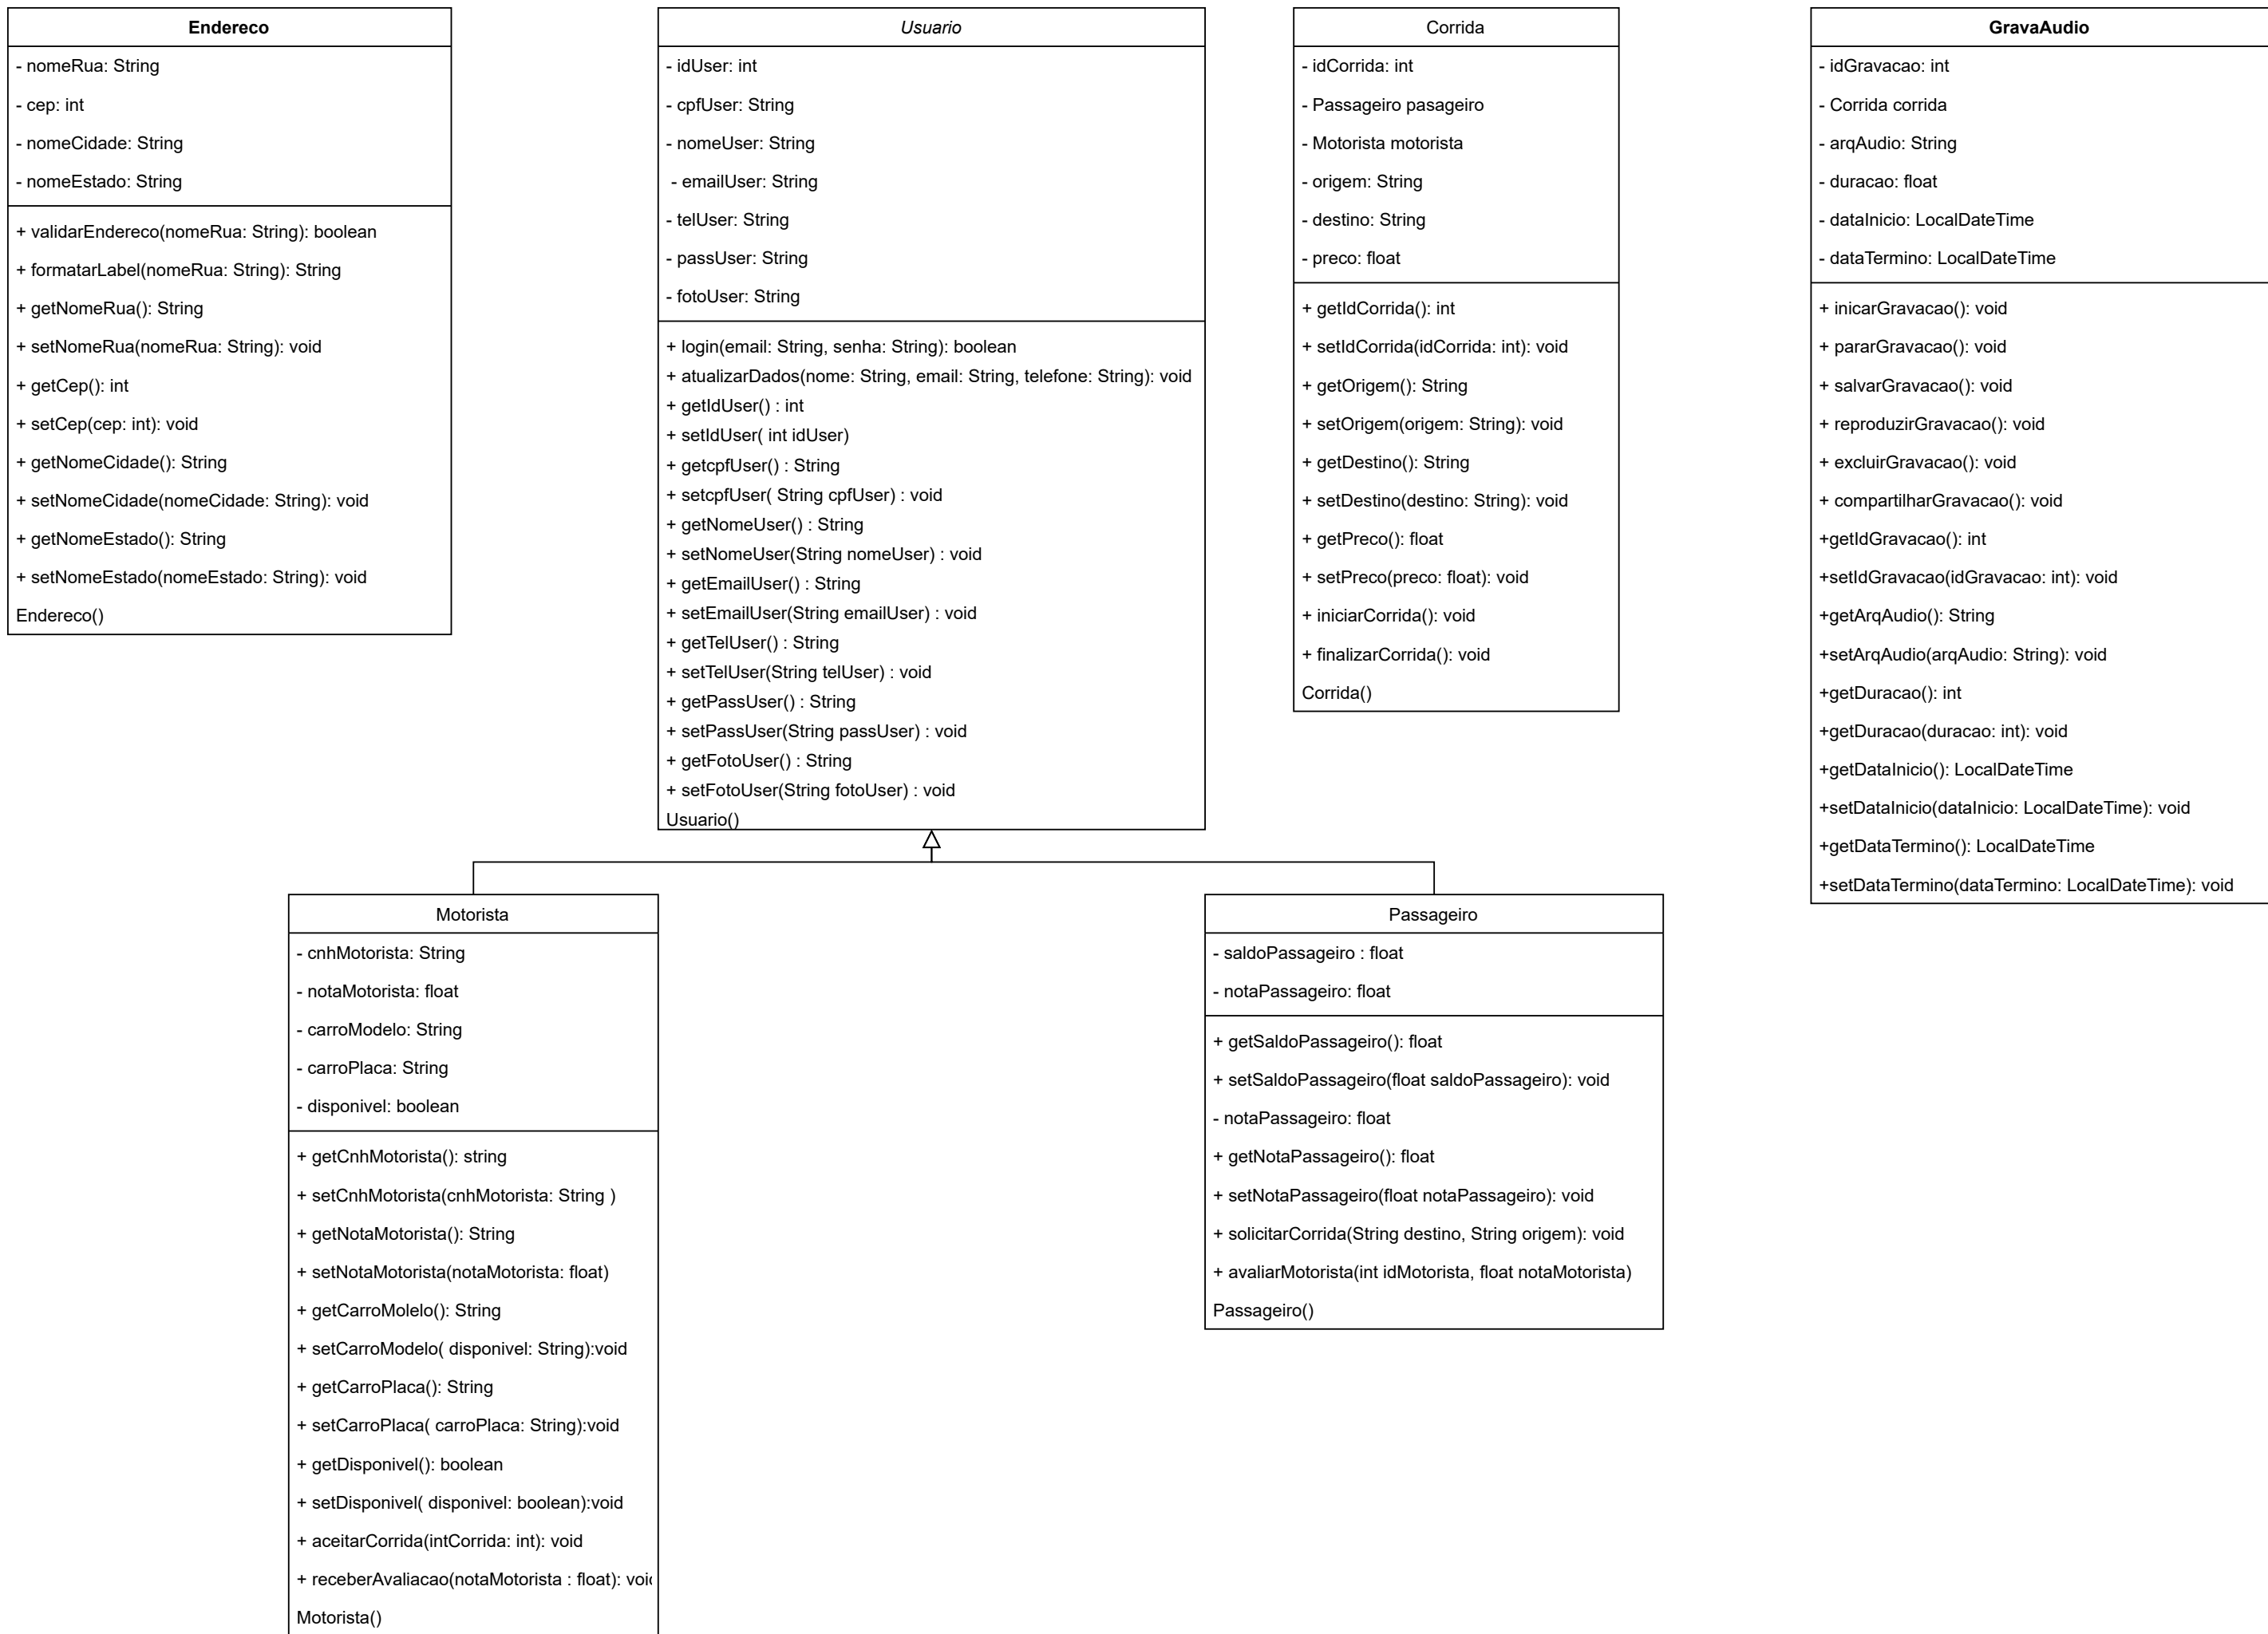 Endereco
- nomeRua: String
- cep: int
- nomeCidade: String
- nomeEstado: String
+ validarEndereco(nomeRua: String): boolean
+ formatarLabel(nomeRua: String): String
+ getNomeRua(): String
+ setNomeRua(nomeRua: String): void
+ getCep(): int
+ setCep(cep: int): void
+ getNomeCidade(): String
+ setNomeCidade(nomeCidade: String): void
+ getNomeEstado(): String
+ setNomeEstado(nomeEstado: String): void
Endereco()
Usuario
- idUser: int
- cpfUser: String
- nomeUser: String
- emailUser: String
- telUser: String
- passUser: String
- fotoUser: String
+ login(email: String, senha: String): boolean
+ atualizarDados(nome: String, email: String, telefone: String): void
+ getIdUser() : int
+ setIdUser( int idUser)
+ getcpfUser() : String
+ setcpfUser( String cpfUser) : void
+ getNomeUser() : String
+ setNomeUser(String nomeUser) : void
+ getEmailUser() : String
+ setEmailUser(String emailUser) : void
+ getTelUser() : String
+ setTelUser(String telUser) : void
+ getPassUser() : String
+ setPassUser(String passUser) : void
+ getFotoUser() : String
+ setFotoUser(String fotoUser) : void
Usuario()
Corrida
- idCorrida: int
- Passageiro pasageiro
- Motorista motorista
- origem: String
- destino: String
- preco: float
+ getIdCorrida(): int
+ setIdCorrida(idCorrida: int): void
+ getOrigem(): String
+ setOrigem(origem: String): void
+ getDestino(): String
+ setDestino(destino: String): void
+ getPreco(): float
+ setPreco(preco: float): void
+ iniciarCorrida(): void
+ finalizarCorrida(): void
Corrida()
GravaAudio
- idGravacao: int
- Corrida corrida
- arqAudio: String
- duracao: float
- dataInicio: LocalDateTime
- dataTermino: LocalDateTime
+ inicarGravacao(): void
+ pararGravacao(): void
+ salvarGravacao(): void
+ reproduzirGravacao(): void
+ excluirGravacao(): void
+ compartilharGravacao(): void
+getIdGravacao(): int
+setIdGravacao(idGravacao: int): void
+getArqAudio(): String
+setArqAudio(arqAudio: String): void
+getDuracao(): int
+getDuracao(duracao: int): void
+getDataInicio(): LocalDateTime
+setDataInicio(dataInicio: LocalDateTime): void
+getDataTermino(): LocalDateTime
+setDataTermino(dataTermino: LocalDateTime): void
Motorista
- cnhMotorista: String
- notaMotorista: float
- carroModelo: String
- carroPlaca: String
- disponivel: boolean
+ getCnhMotorista(): string
+ setCnhMotorista(cnhMotorista: String )
+ getNotaMotorista(): String
+ setNotaMotorista(notaMotorista: float)
+ getCarroMolelo(): String
+ setCarroModelo( disponivel: String):void
+ getCarroPlaca(): String
+ setCarroPlaca( carroPlaca: String):void
+ getDisponivel(): boolean
+ setDisponivel( disponivel: boolean):void
+ aceitarCorrida(intCorrida: int): void
+ receberAvaliacao(notaMotorista : float): void
Motorista()
Passageiro
- saldoPassageiro : float
- notaPassageiro: float
+ getSaldoPassageiro(): float
+ setSaldoPassageiro(float saldoPassageiro): void
- notaPassageiro: float
+ getNotaPassageiro(): float
+ setNotaPassageiro(float notaPassageiro): void
+ solicitarCorrida(String destino, String origem): void
+ avaliarMotorista(int idMotorista, float notaMotorista)
Passageiro()